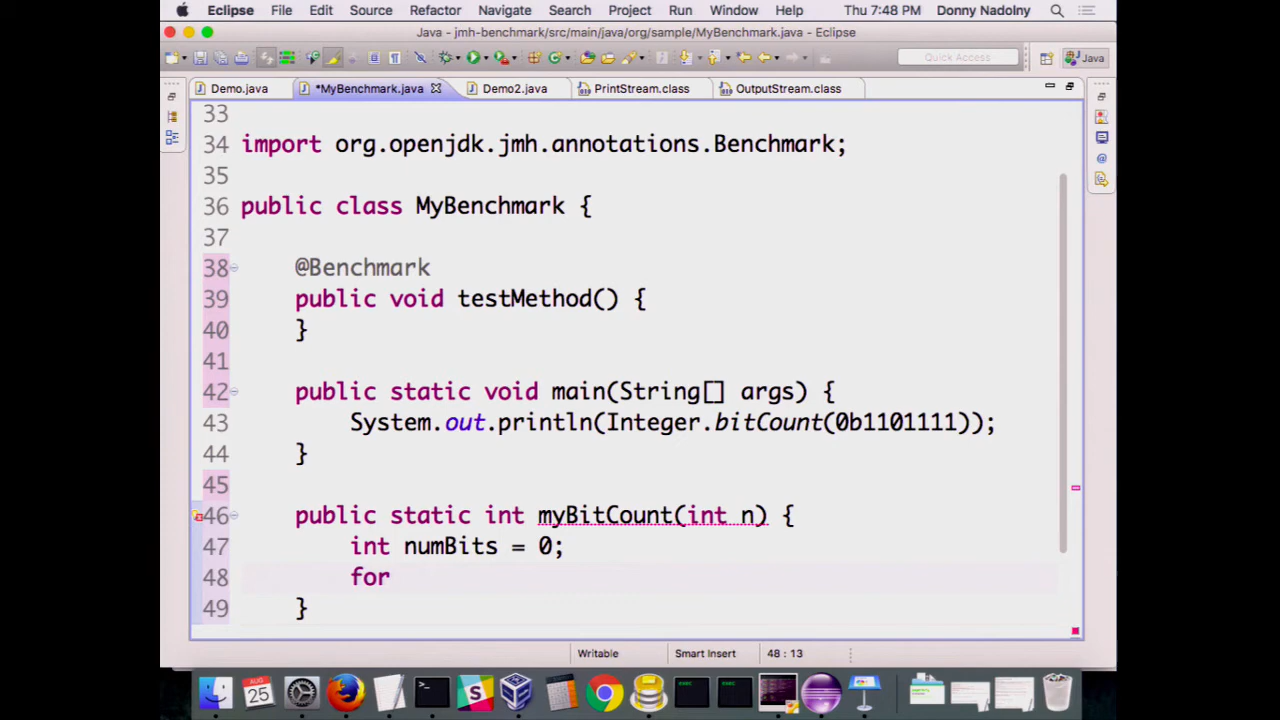 Eclipse File Edit Source Refactor Navigate Search Project Run Window Help Thu 7:48 PM Donny Nadolny
Java - jmh-benchmark/src/main/java/org/sample/MyBenchmark.java - Eclipse
Quick Access Java
Demo.java *MyBenchmark.java Demo2.java PrintStream.class OutputStream.class
33
34 import org.openjdk.jmh.annotations.Benchmark;
35
36 public class MyBenchmark {
37
38 @Benchmark
39 public void testMethod() {
40 }
41
42 public static void main(String[] args) {
43 System.out.println(Integer.bitCount(0b1101111));
44 }
45
46 public static int myBitCount(int n) {
47 int numBits = 0;
48 for
49 }
Writable Smart Insert 48 : 13
AUG
25